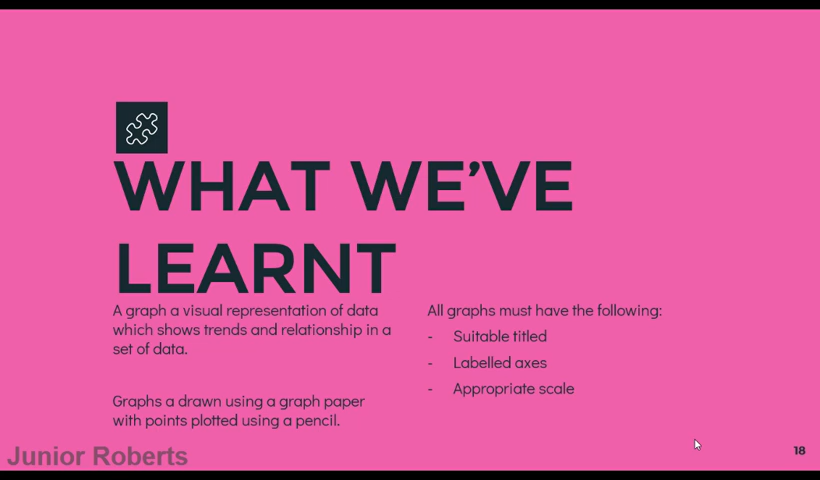 WHAT WE'VE
LEARNT
A graph a visual representation of data
which shows trends and relationship in a
set of data.
Graphs a drawn using a graph paper
with points plotted using a pencil.
All graphs must have the following:
- Suitable titled
- Labelled axes
- Appropriate scale
Junior Roberts
18